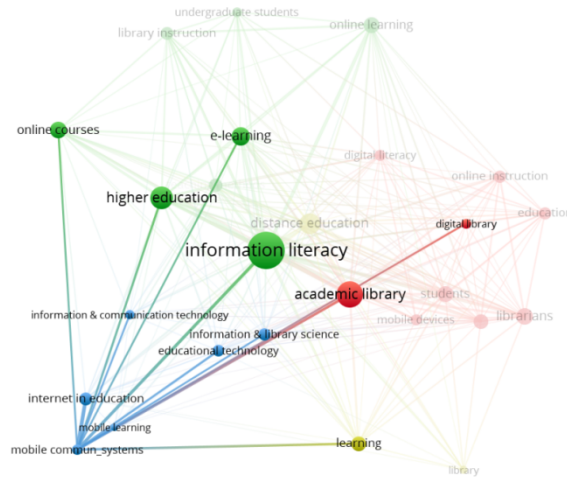 undergraduate students
online learning
library instruction
online courses
e-learning
digital literacy
online instruction
higher education
education
distance education
digital library
information literacy
academic library
students
information & communication technology
mobile devices
librarians
information & library science
educational technology
internet in education
mobile learning
mobile commun_systems
learning
library